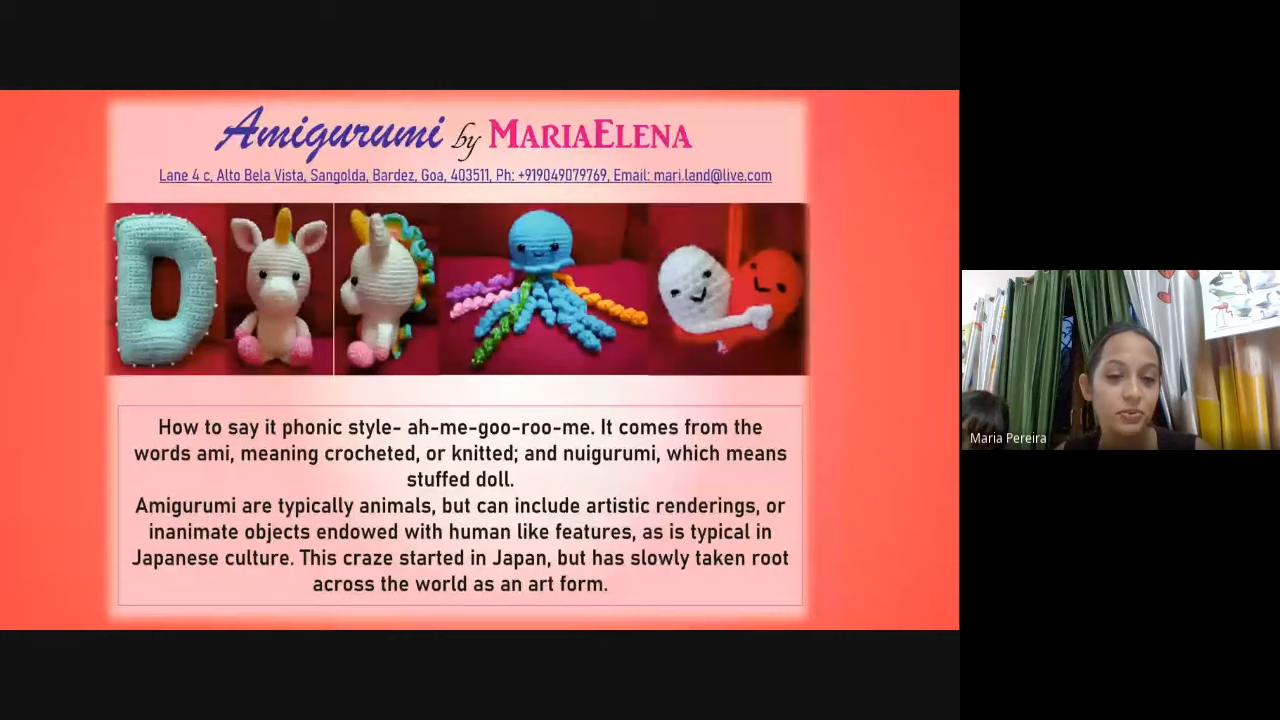 Amigurumi by MARIAELENA
Lane 4 c, Alto Bela Vista, Sangolda, Bardez, Goa, 403511, Ph: +919049079769, Email: mari.land@live.com
D
How to say it phonic style- ah-me-goo-roo-me. It comes from the
words ami, meaning crocheted, or knitted; and nuigurumi, which means
stuffed doll.
Amigurumi are typically animals, but can include artistic renderings, or
inanimate objects endowed with human like features, as is typical in
Japanese culture. This craze started in Japan, but has slowly taken root
across the world as an art form.
Maria Pereira